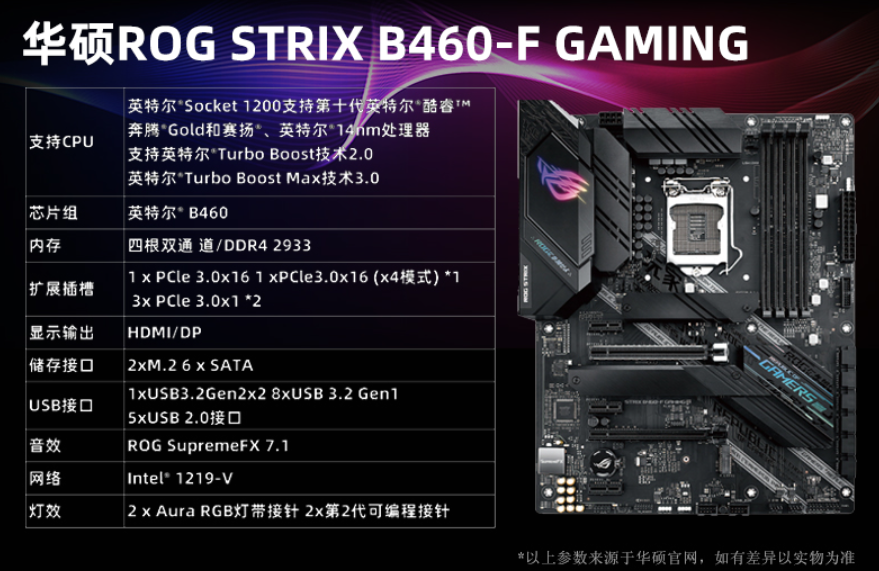 华硕ROG STRIX B460-F GAMING
支持CPU
英特尔®Socket 1200支持第十代英特尔®酷睿™
奔腾®Gold和赛扬®、英特尔®14nm处理器
支持英特尔®Turbo Boost技术2.0
英特尔®Turbo Boost Max技术3.0
芯片组
英特尔® B460
内存
四根双通 道/DDR4 2933
扩展插槽
1 x PCle 3.0x16 1 xPCle3.0x16 (x4模式) *1
3x PCle 3.0x1 *2
显示输出
HDMI/DP
储存接口
2xM.2 6 x SATA
USB接口
1xUSB3.2Gen2x2 8xUSB 3.2 Gen1
5xUSB 2.0接口
音效
ROG SupremeFX 7.1
网络
Intel® 1219-V
灯效
2 x Aura RGB灯带接针 2x第2代可编程接针
ROG STRIX
GAMERS
STRIX B460-F GAMING
REPUBLIC
*以上参数来源于华硕官网，如有差异以实物为准